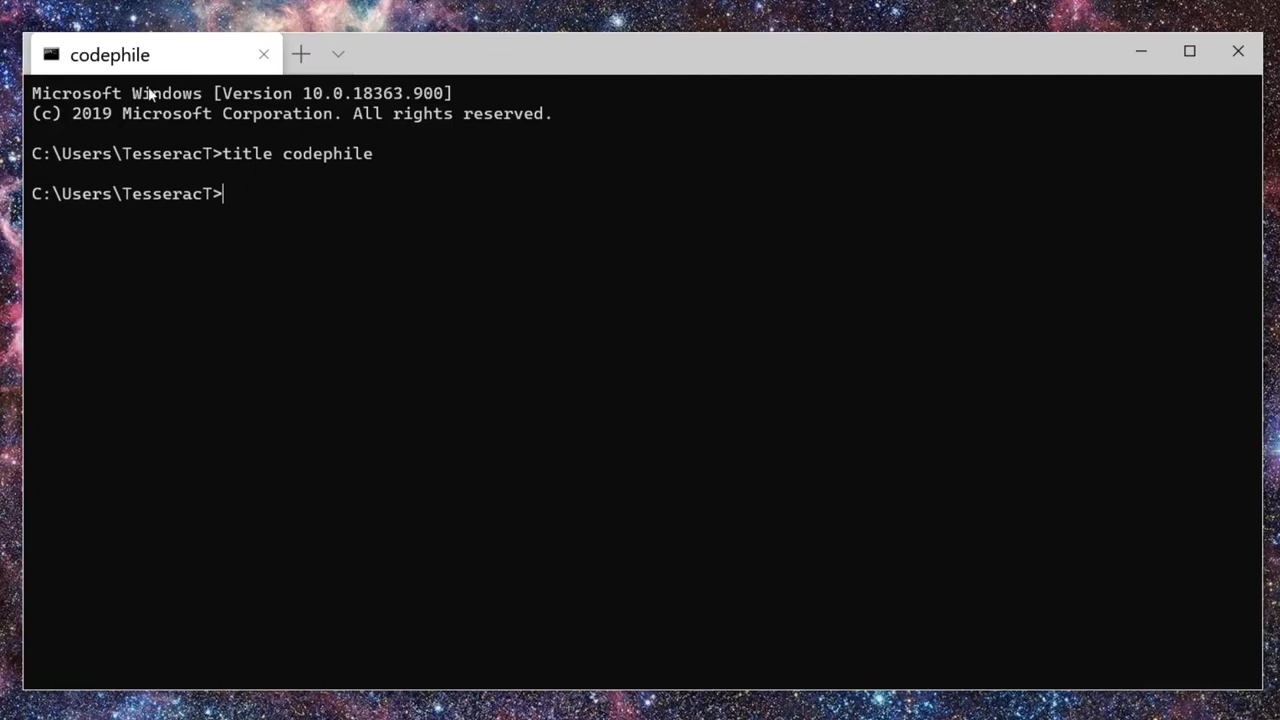 codephile
Microsoft Windows [Version 10.0.18363.900]
(c) 2019 Microsoft Corporation. All rights reserved.
C:\Users\TesseracT>title codephile
C:\Users\TesseracT>